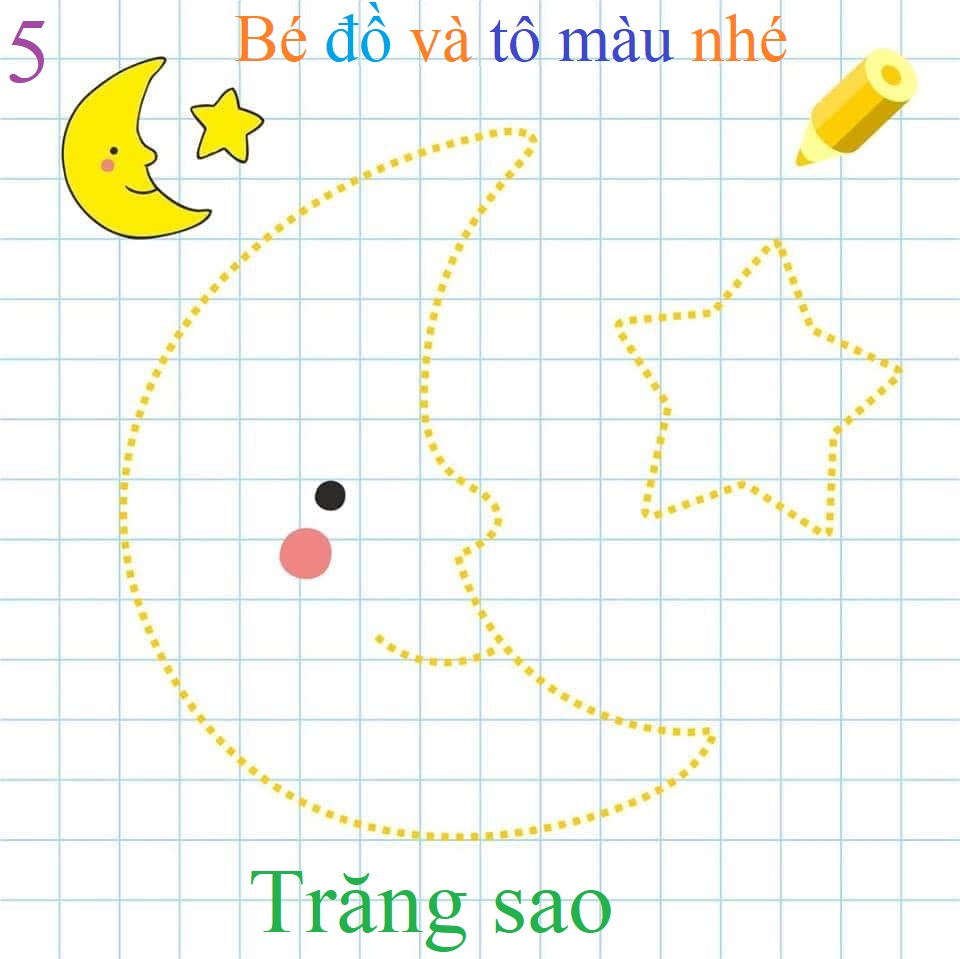 5
Bé đồ và tô màu nhé
Trăng sao